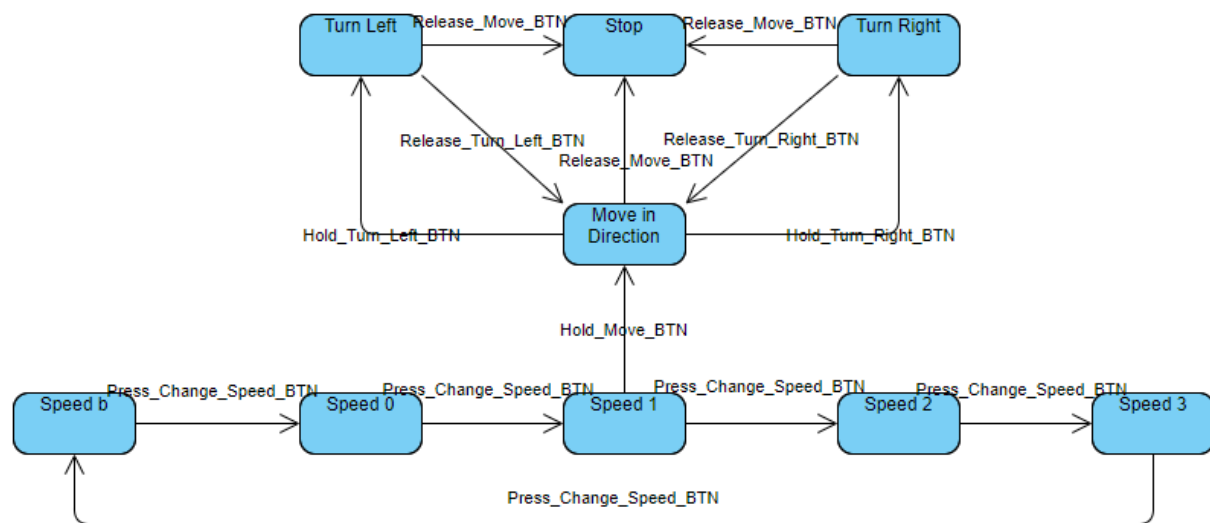 Turn Left
Release_Move_BTN
Stop
Release_Move_BTN
Turn Right
Release_Turn_Left_BTN
Release_Turn_Right_BTN
Release_Move_BTN
Move in
Direction
Hold_Turn_Left_BTN
Hold_Turn_Right_BTN
Hold_Move_BTN
Press_Change_Speed_BTN
Press_Change_Speed_BTN
Press_Change_Speed_BTN
Press_Change_Speed_BTN
Speed b
Speed 0
Speed 1
Speed 2
Speed 3
Press_Change_Speed_BTN